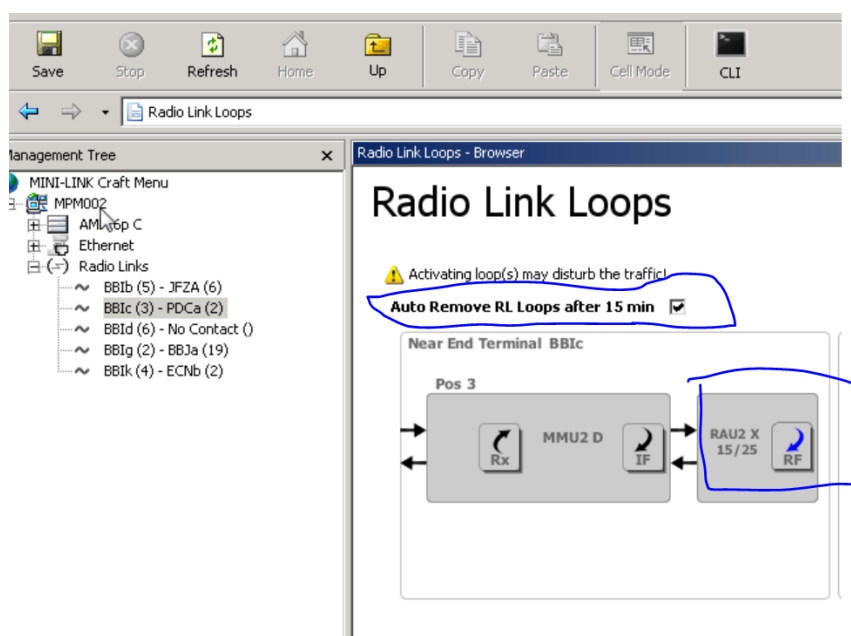 Save Stop Refresh Home Up Copy Paste Cell Mode CLI
Radio Link Loops
Management Tree
Radio Link Loops - Browser
MINI-LINK Craft Menu
MPM002
Ethernet
Radio Links
BBIb (5) - JFZA (6)
BBIc (3) - PDCa (2)
BBId (6) - No Contact ()
BBIg (2) - BBJa (19)
BBIk (4) - ECNb (2)
Radio Link Loops
Activating loop(s) may disturb the traffic!
Auto Remove RL Loops after 15 min
Near End Terminal BBIc
Pos 3
Rx
MMU2 D
IF
RAU2 X
15/25
RF